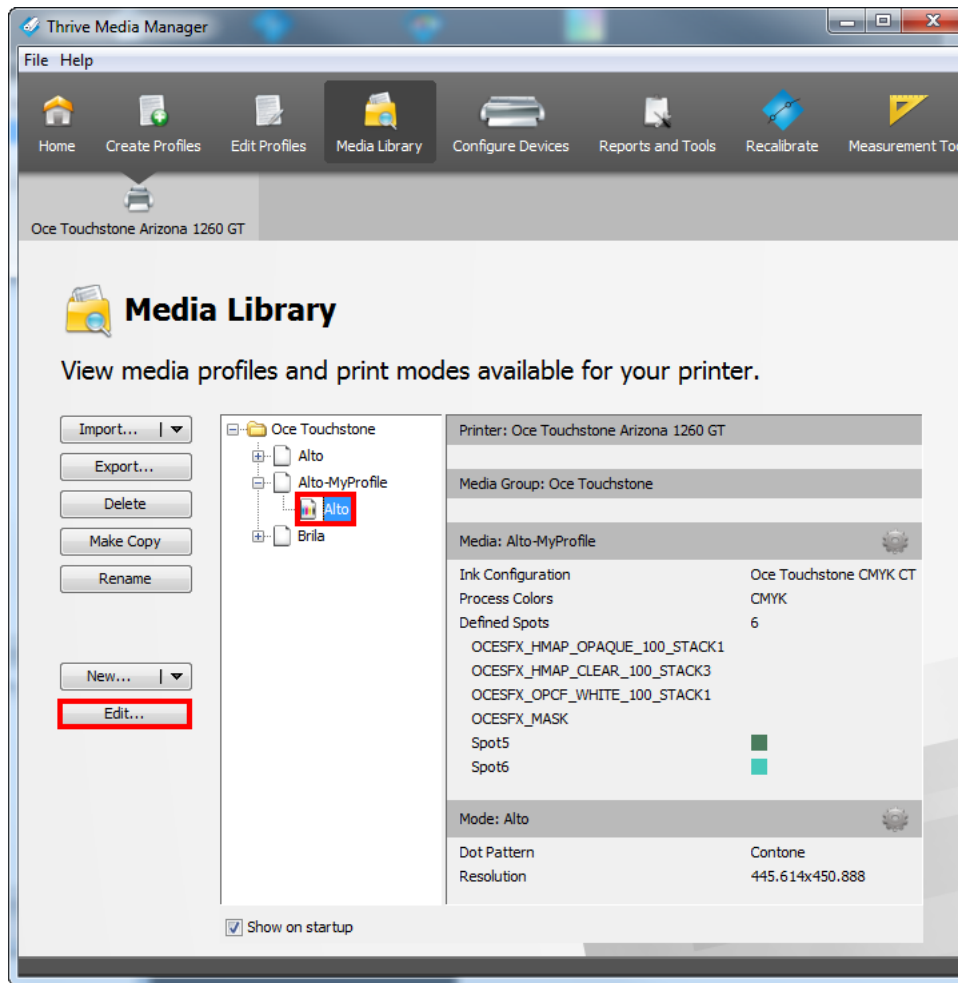 Thrive Media Manager
File Help
Home Create Profiles Edit Profiles Media Library Configure Devices Reports and Tools Recalibrate Measurement To
Oce Touchstone Arizona 1260 GT
Media Library
View media profiles and print modes available for your printer.
Import...
Export...
Delete
Make Copy
Rename
New...
Edit...
Oce Touchstone
Alto
Alto-MyProfile
Alto
Brila
Printer: Oce Touchstone Arizona 1260 GT
Media Group: Oce Touchstone
Media: Alto-MyProfile
Ink Configuration Oce Touchstone CMYK CT
Process Colors CMYK
Defined Spots 6
OCESFX_HMAP_OPAQUE_100_STACK1
OCESFX_HMAP_CLEAR_100_STACK3
OCESFX_OPCF_WHITE_100_STACK1
OCESFX_MASK
Spot5
Spot6
Mode: Alto
Dot Pattern Contone
Resolution 445.614x450.888
Show on startup